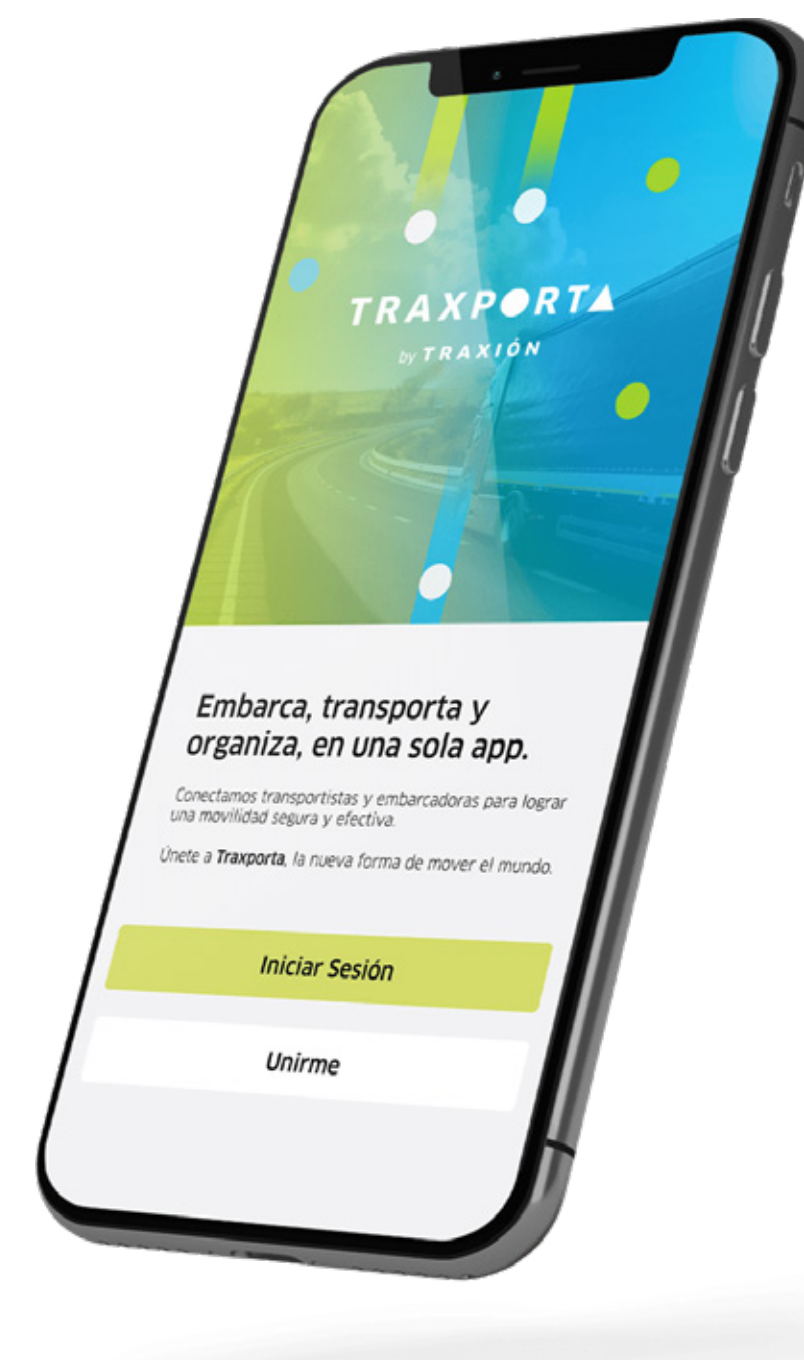 TRAXPORTA
by TRAXIÓN
Embarca, transporta y
organiza, en una sola app.
Conectamos transportistas y embarcadoras para lograr
una movilidad segura y efectiva.
Únete a Traxporta, la nueva forma de mover el mundo.
Iniciar Sesión
Unirme